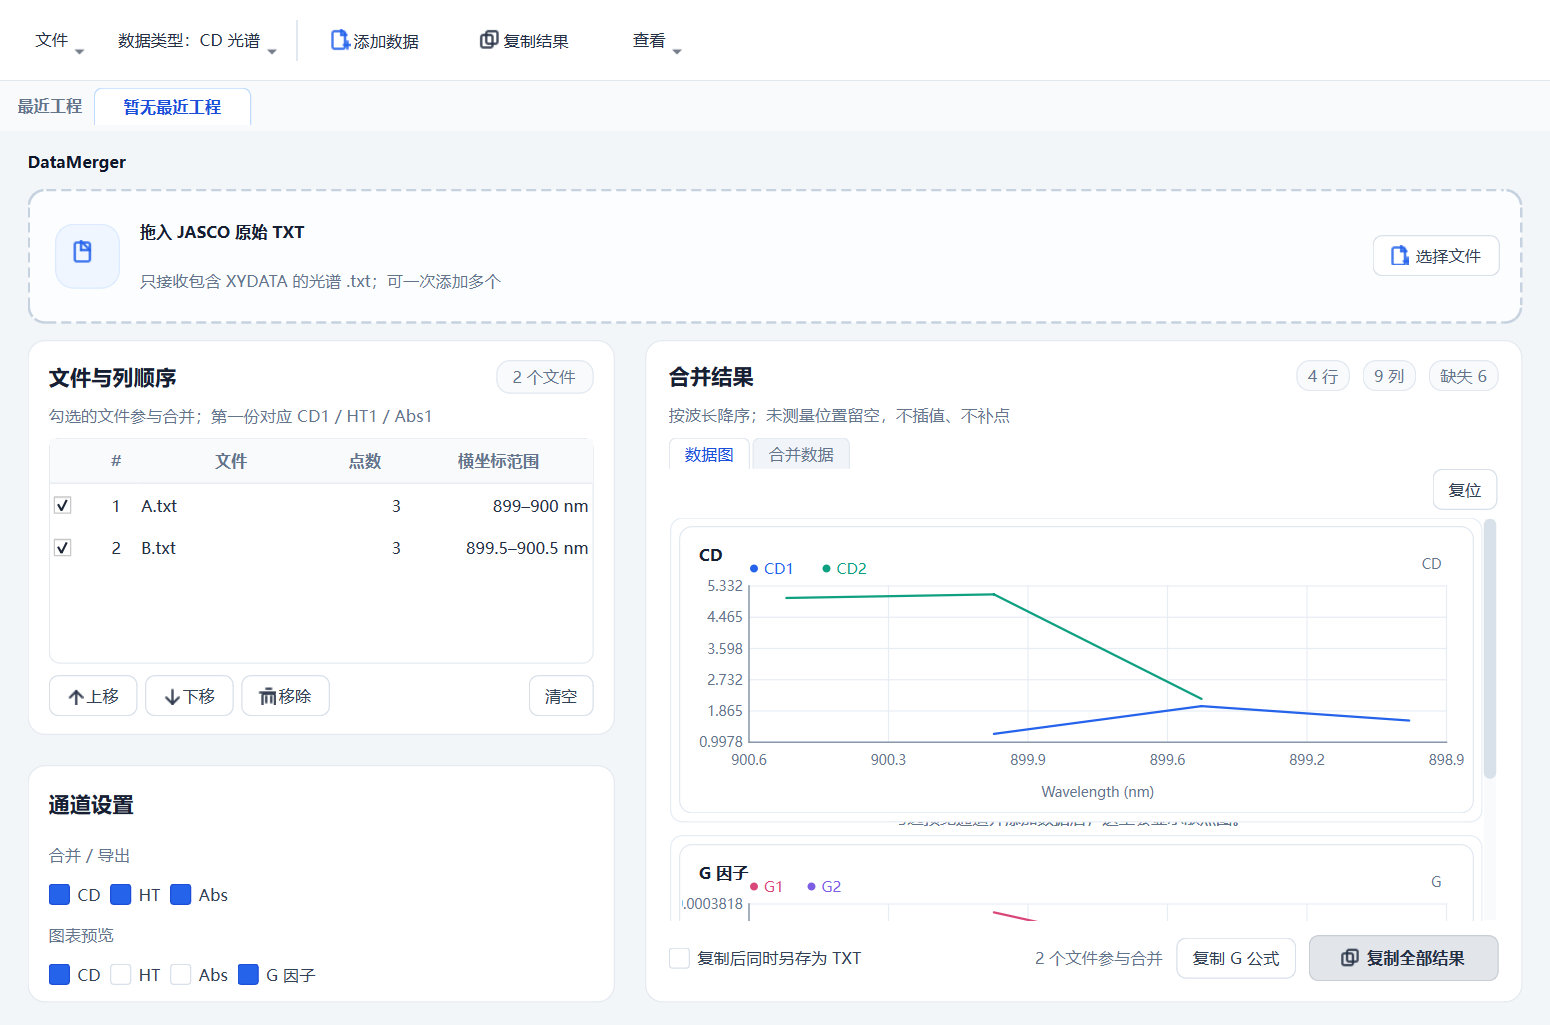 文件
数据类型：CD 光谱
添加数据
复制结果
查看
最近工程
暂无最近工程
DataMerger
拖入 JASCO 原始 TXT
只接收包含 XYDATA 的光谱 .txt；可一次添加多个
选择文件
文件与列顺序
2 个文件
勾选的文件参与合并；第一份对应 CD1 / HT1 / Abs1
# 文件 点数 横坐标范围
1 A.txt 3 899–900 nm
2 B.txt 3 899.5–900.5 nm
上移
下移
移除
清空
通道设置
合并 / 导出
CD HT Abs
图表预览
CD HT Abs G 因子
合并结果
4 行
9 列
缺失 6
按波长降序；未测量位置留空，不插值、不补点
数据图
合并数据
复位
CD
CD1 CD2
CD
5.332
4.465
3.598
2.732
1.865
0.9978
900.6 900.3 899.9 899.6 899.2 898.9
Wavelength (nm)
G 因子
G1 G2
G
.0003818
复制后同时另存为 TXT
2 个文件参与合并
复制 G 公式
复制全部结果